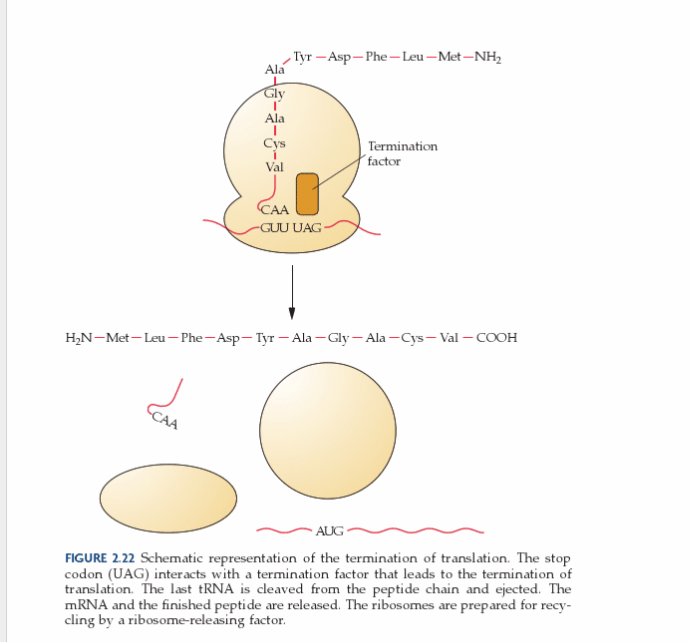 Tyr – Asp – Phe – Leu – Met – NH₂
Ala
Gly
Ala
Cys
Val
Termination
factor
CAA
GUU UAG
H₂N – Met – Leu – Phe – Asp – Tyr – Ala – Gly – Ala – Cys – Val – COOH
CAA
AUG
FIGURE 2.22 Schematic representation of the termination of translation. The stop
codon (UAG) interacts with a termination factor that leads to the termination of
translation. The last tRNA is cleaved from the peptide chain and ejected. The
mRNA and the finished peptide are released. The ribosomes are prepared for recy-
cling by a ribosome-releasing factor.